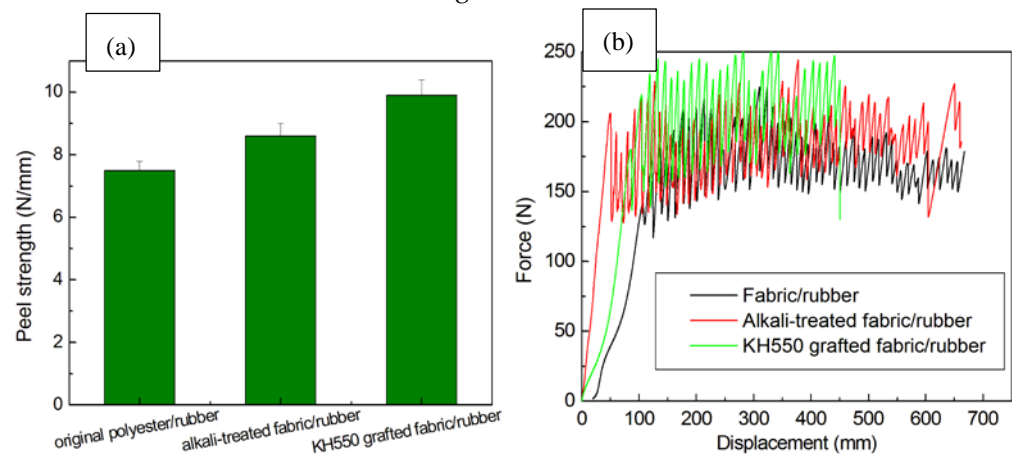 (a)
Peel strength (N/mm)
10
8
6
4
2
0
original polyester/rubber
alkali-treated fabric/rubber
KH550 grafted fabric/rubber
(b)
Force (N)
250
200
150
100
50
0
Fabric/rubber
Alkali-treated fabric/rubber
KH550 grafted fabric/rubber
0 100 200 300 400 500 600 700
Displacement (mm)